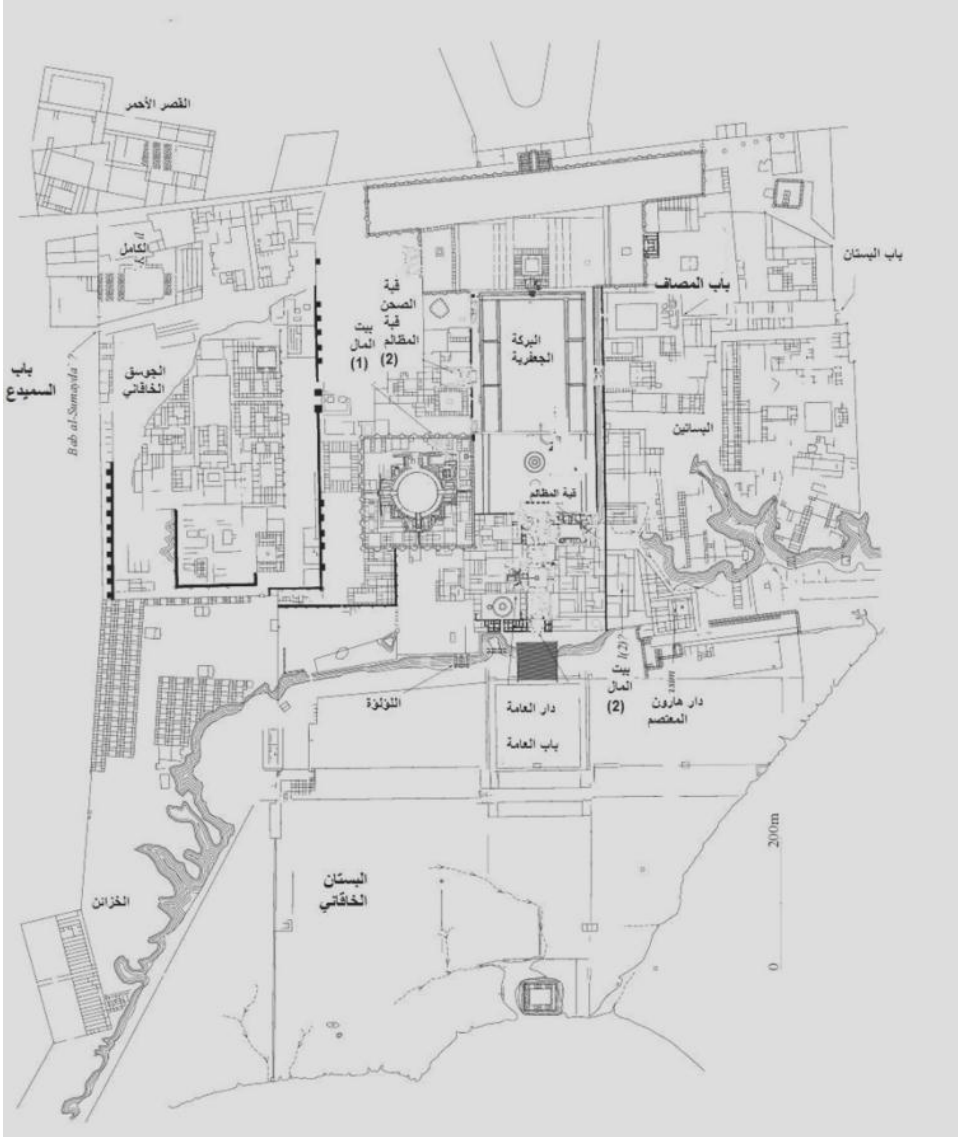 القصر الأحمر
الكامل
باب
السميدع
Bab al-Sumayda' ?
الجوسق
الخاقاني
بيت
المال
(1)
قبة
الصحن
قبة
المظالم
(2)
البركة
الجعفرية
باب المصاف
باب البستان
البساتين
قبة المظالم
اللؤلؤة
دار العامة
باب العامة
بيت
المال
(2)
دار هارون
المعتصم
الخزائن
البستان
الخاقاني
0
200m